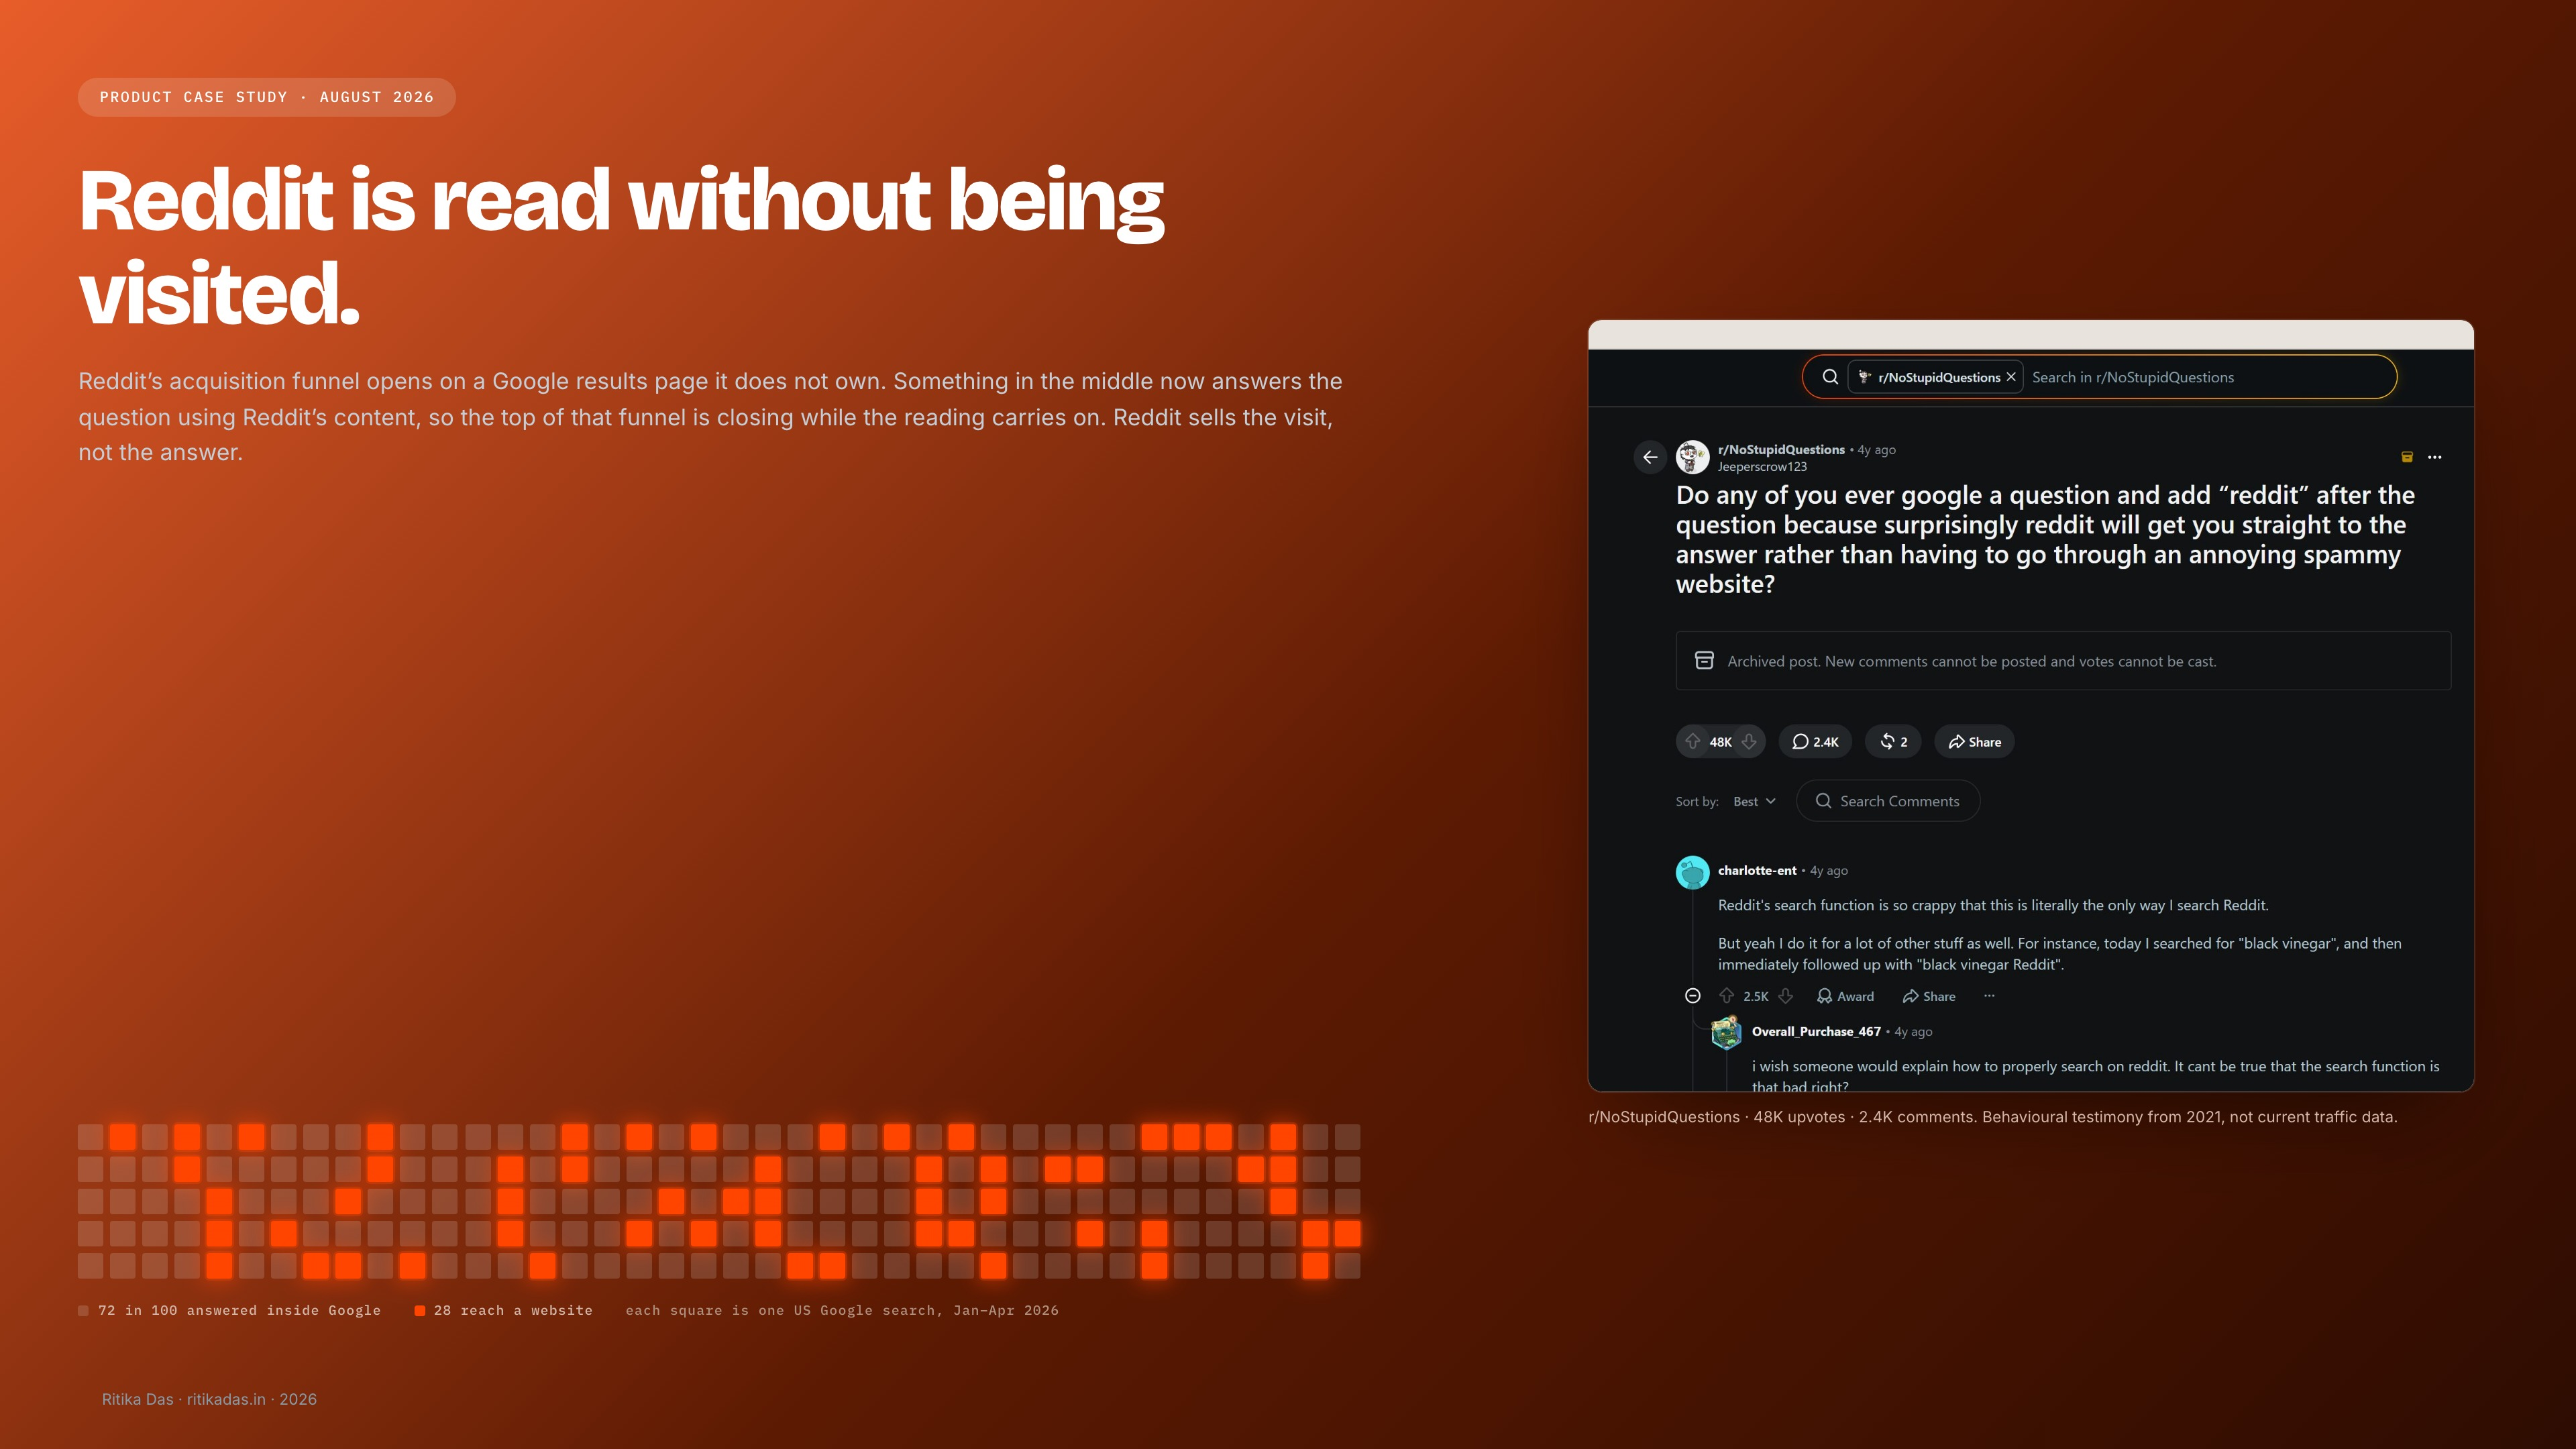 PRODUCT CASE STUDY · AUGUST 2026
Reddit is read without being
visited.
Reddit’s acquisition funnel opens on a Google results page it does not own. Something in the middle now answers the
question using Reddit’s content, so the top of that funnel is closing while the reading carries on. Reddit sells the visit,
not the answer.
72 in 100 answered inside Google
28 reach a website
each square is one US Google search, Jan–Apr 2026
Ritika Das · ritikadas.in · 2026
r/NoStupidQuestions
Search in r/NoStupidQuestions
r/NoStupidQuestions • 4y ago
Jeeperscrow123
Do any of you ever google a question and add “reddit” after the
question because surprisingly reddit will get you straight to the
answer rather than having to go through an annoying spammy
website?
Archived post. New comments cannot be posted and votes cannot be cast.
48K 2.4K 2 Share
Sort by: Best Search Comments
charlotte-ent • 4y ago
Reddit's search function is so crappy that this is literally the only way I search Reddit.
But yeah I do it for a lot of other stuff as well. For instance, today I searched for "black vinegar", and then
immediately followed up with "black vinegar Reddit".
2.5K Award Share
Overall_Purchase_467 • 4y ago
i wish someone would explain how to properly search on reddit. It cant be true that the search function is
that bad right?
r/NoStupidQuestions · 48K upvotes · 2.4K comments. Behavioural testimony from 2021, not current traffic data.